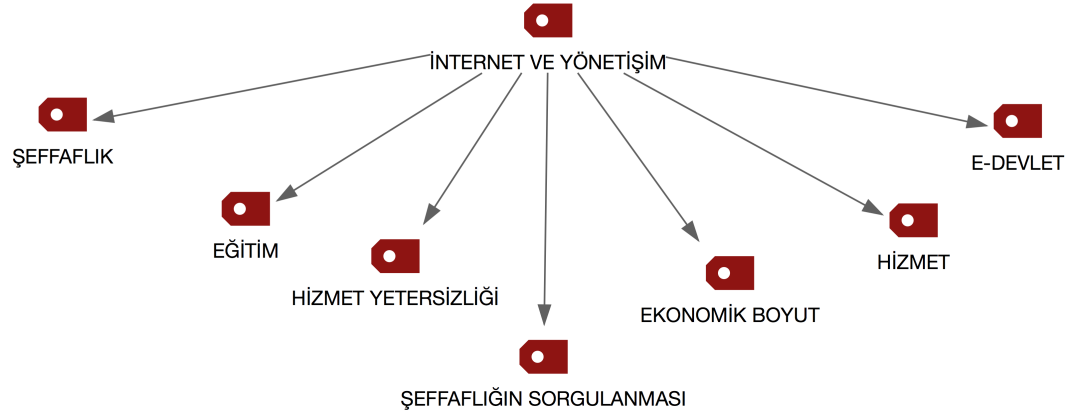 İNTERNET VE YÖNETİŞİM
ŞEFFAFLIK
E-DEVLET
EĞİTİM
HİZMET
HİZMET YETERSİZLİĞİ
EKONOMİK BOYUT
ŞEFFAFLIĞIN SORGULANMASI